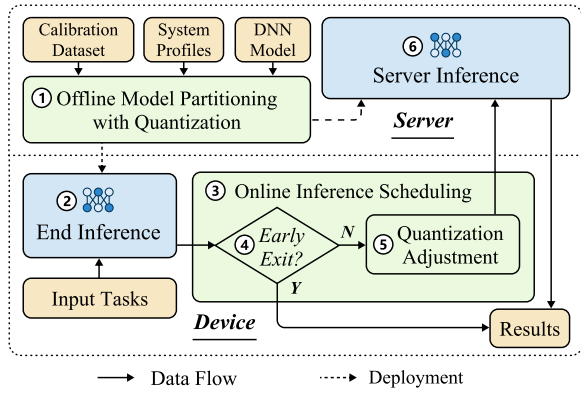 Calibration
Dataset
System
Profiles
DNN
Model
① Offline Model Partitioning
with Quantization
⑥
Server Inference
Server
②
End Inference
Input Tasks
③ Online Inference Scheduling
④ Early
Exit?
N
Y
⑤ Quantization
Adjustment
Device
Results
Data Flow
Deployment